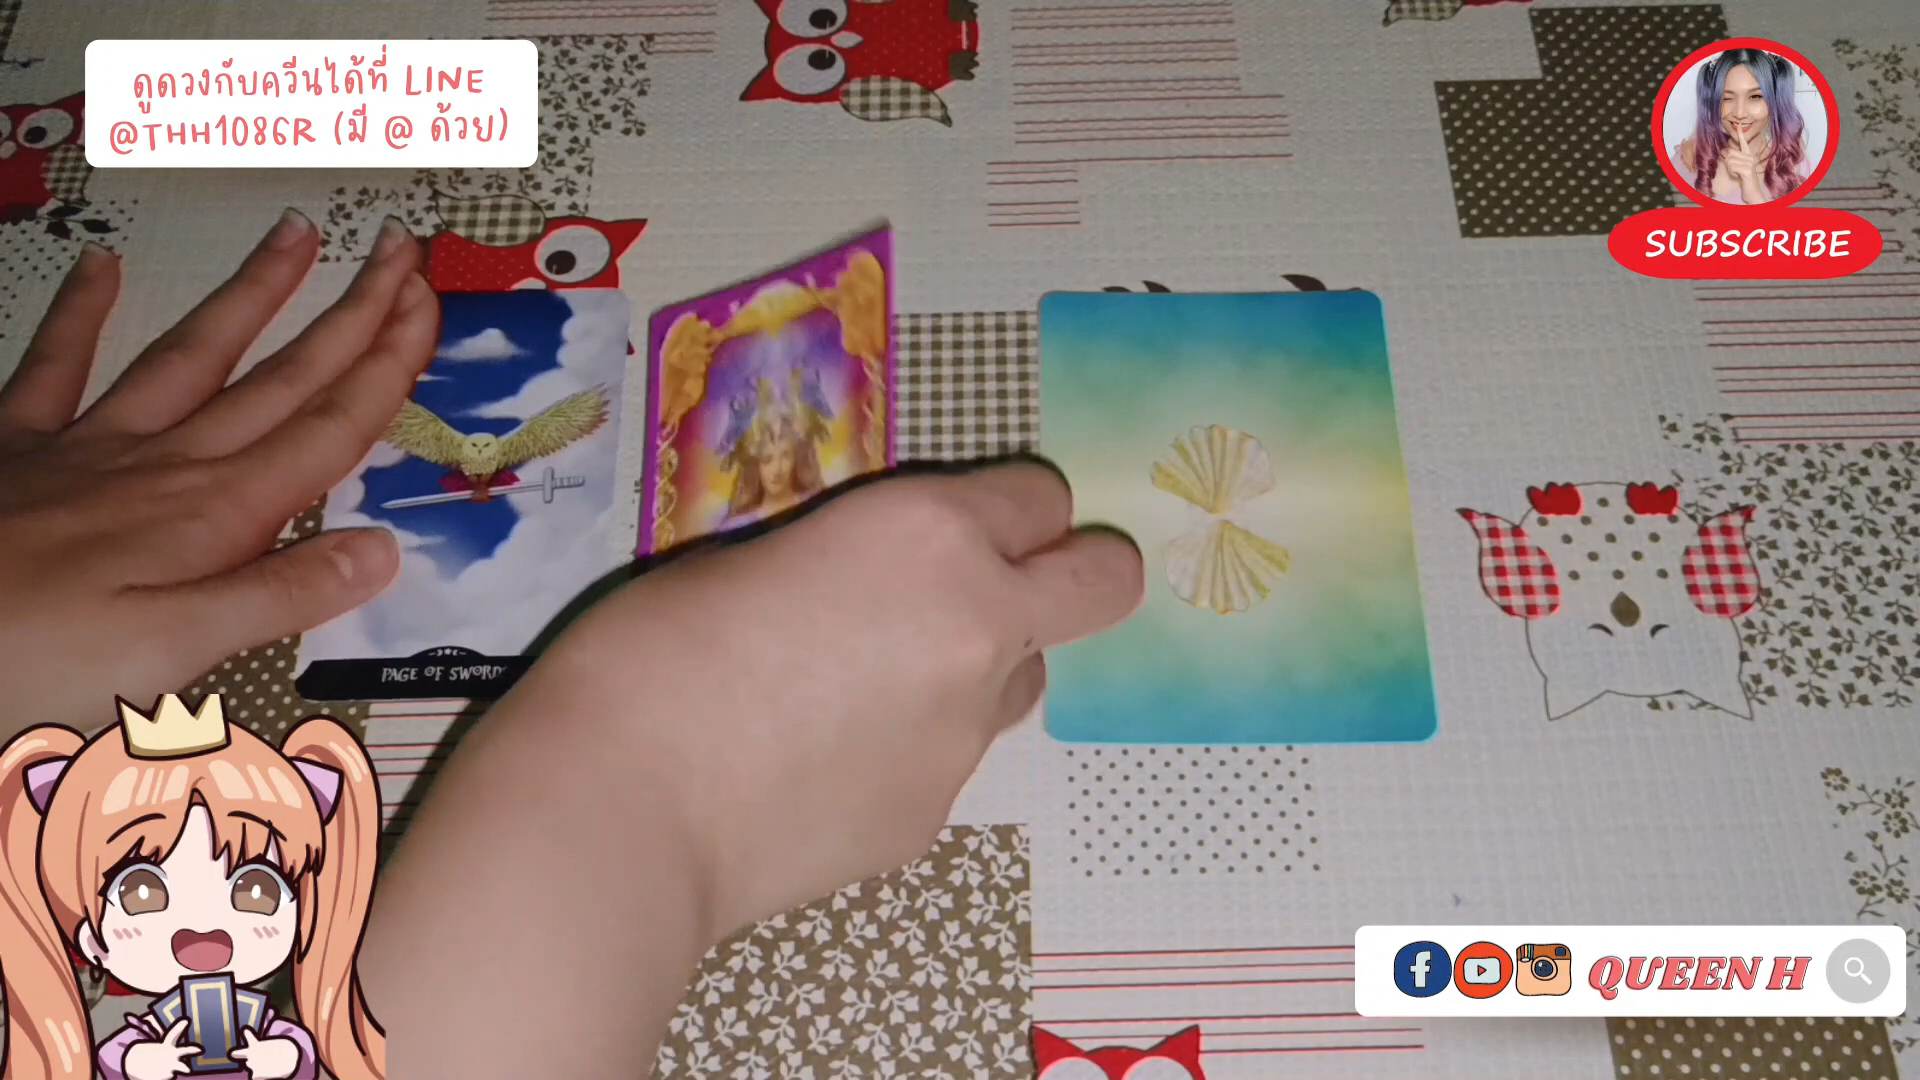 ดูดวงกับควีนได้ที่ LINE
@THH1086R (มี @ ด้วย)
SUBSCRIBE
PAGE OF SWORDS
QUEEN H